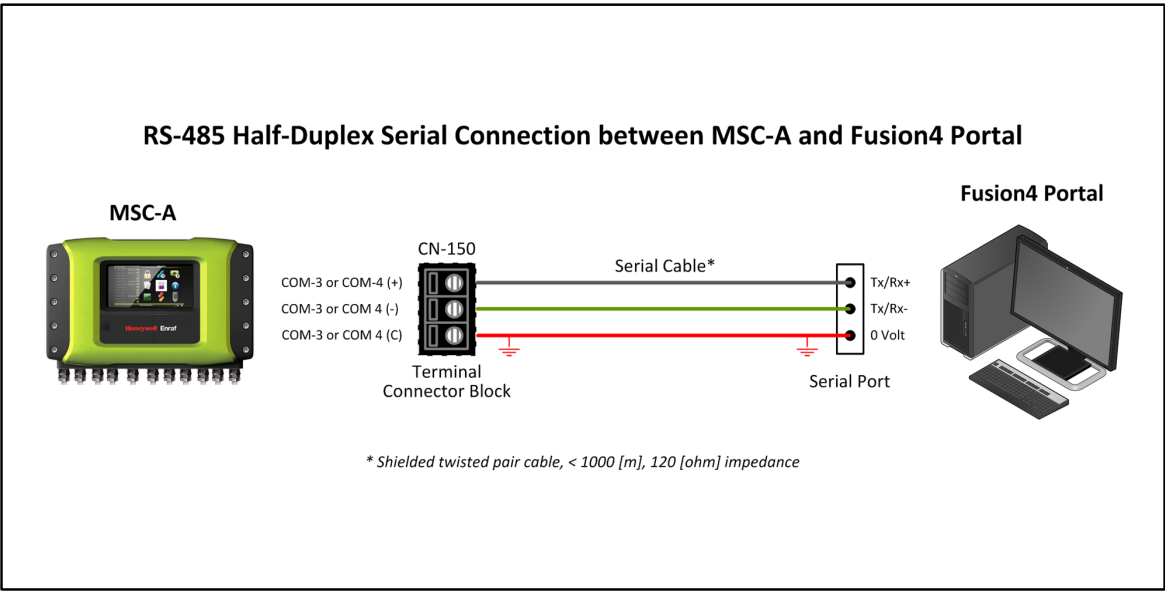 RS-485 Half-Duplex Serial Connection between MSC-A and Fusion4 Portal
Fusion4 Portal
MSC-A
Honeywell Enraf
CN-150
Serial Cable*
COM-3 or COM-4 (+)
Tx/Rx+
COM-3 or COM 4 (-)
Tx/Rx-
COM-3 or COM 4 (C)
0 Volt
Terminal
Connector Block
Serial Port
* Shielded twisted pair cable, < 1000 [m], 120 [ohm] impedance